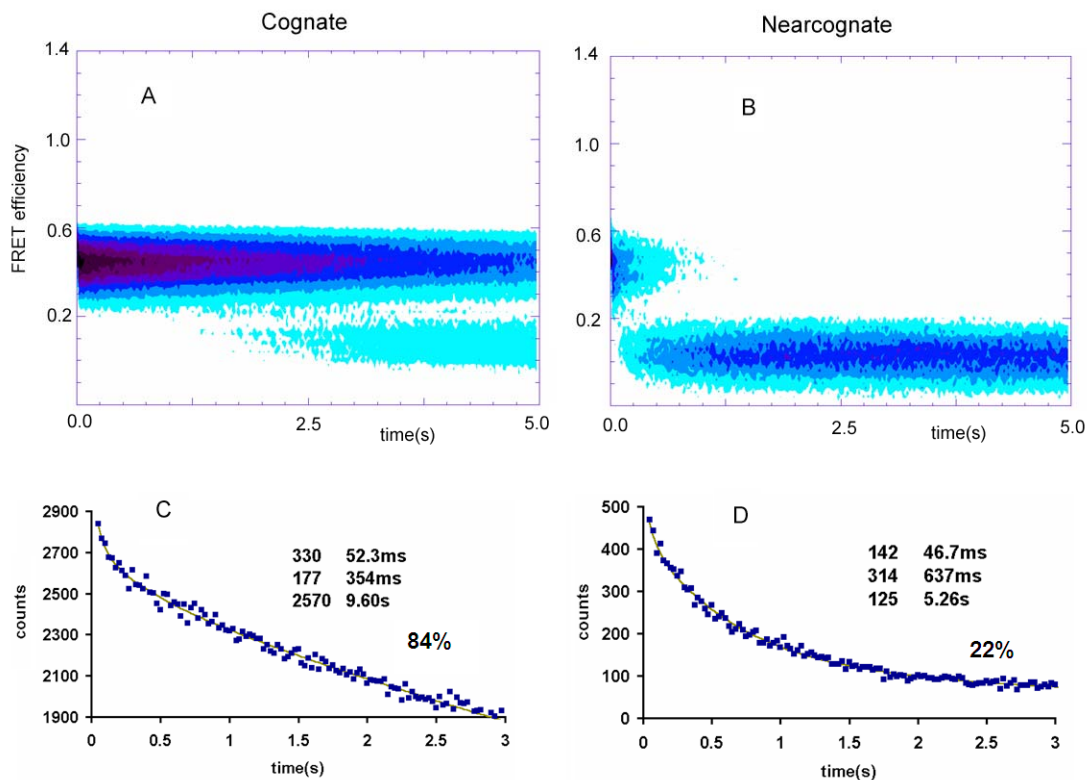 Cognate
Nearcognate
1.4
1.0
0.6
0.2
FRET efficiency
A
0.0
2.5
5.0
time(s)
1.4
1.0
0.6
0.2
B
0.0
2.5
5.0
time(s)
C
2900
2700
2500
2300
2100
1900
counts
330 52.3ms
177 354ms
2570 9.60s
84%
0 0.5 1 1.5 2 2.5 3
time(s)
D
500
400
300
200
100
0
counts
142 46.7ms
314 637ms
125 5.26s
22%
0 0.5 1 1.5 2 2.5 3
time(s)